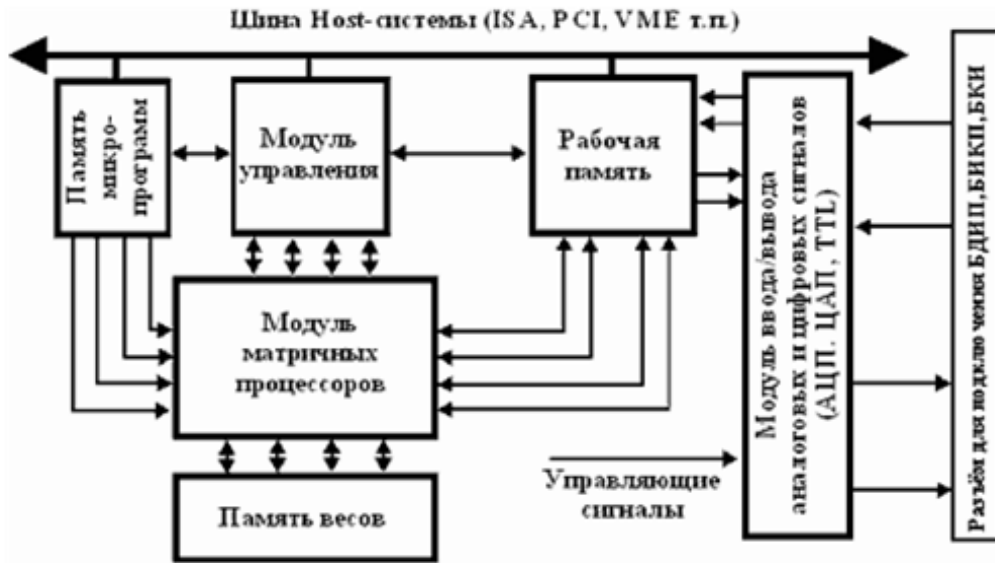 Шина Host-системы (ISA, PCI, VME т.п.)
Память
микро-
программ
Модуль
управления
Рабочая
память
Модуль
матричных
процессоров
Память весов
Управляющие
сигналы
Модуль ввода/вывода
аналоговых и цифровых сигналов
(АЦП. ЦАП, TTL)
Разъём для подключения БДИП,БИКП,БКИ